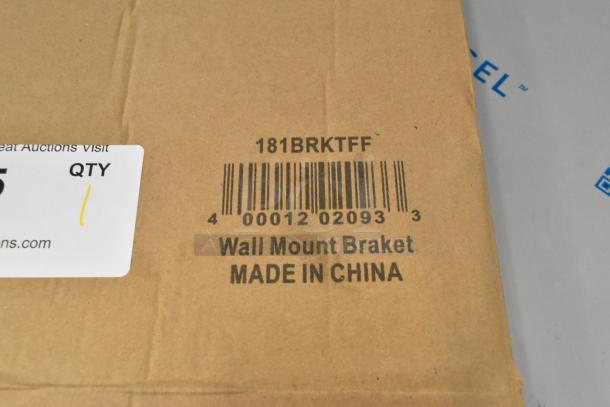 CEL™
181BRKTFF
eat Auctions Visit
5 QTY
1
4 00012 02093 3
ns.com
Wall Mount Braket
MADE IN CHINA